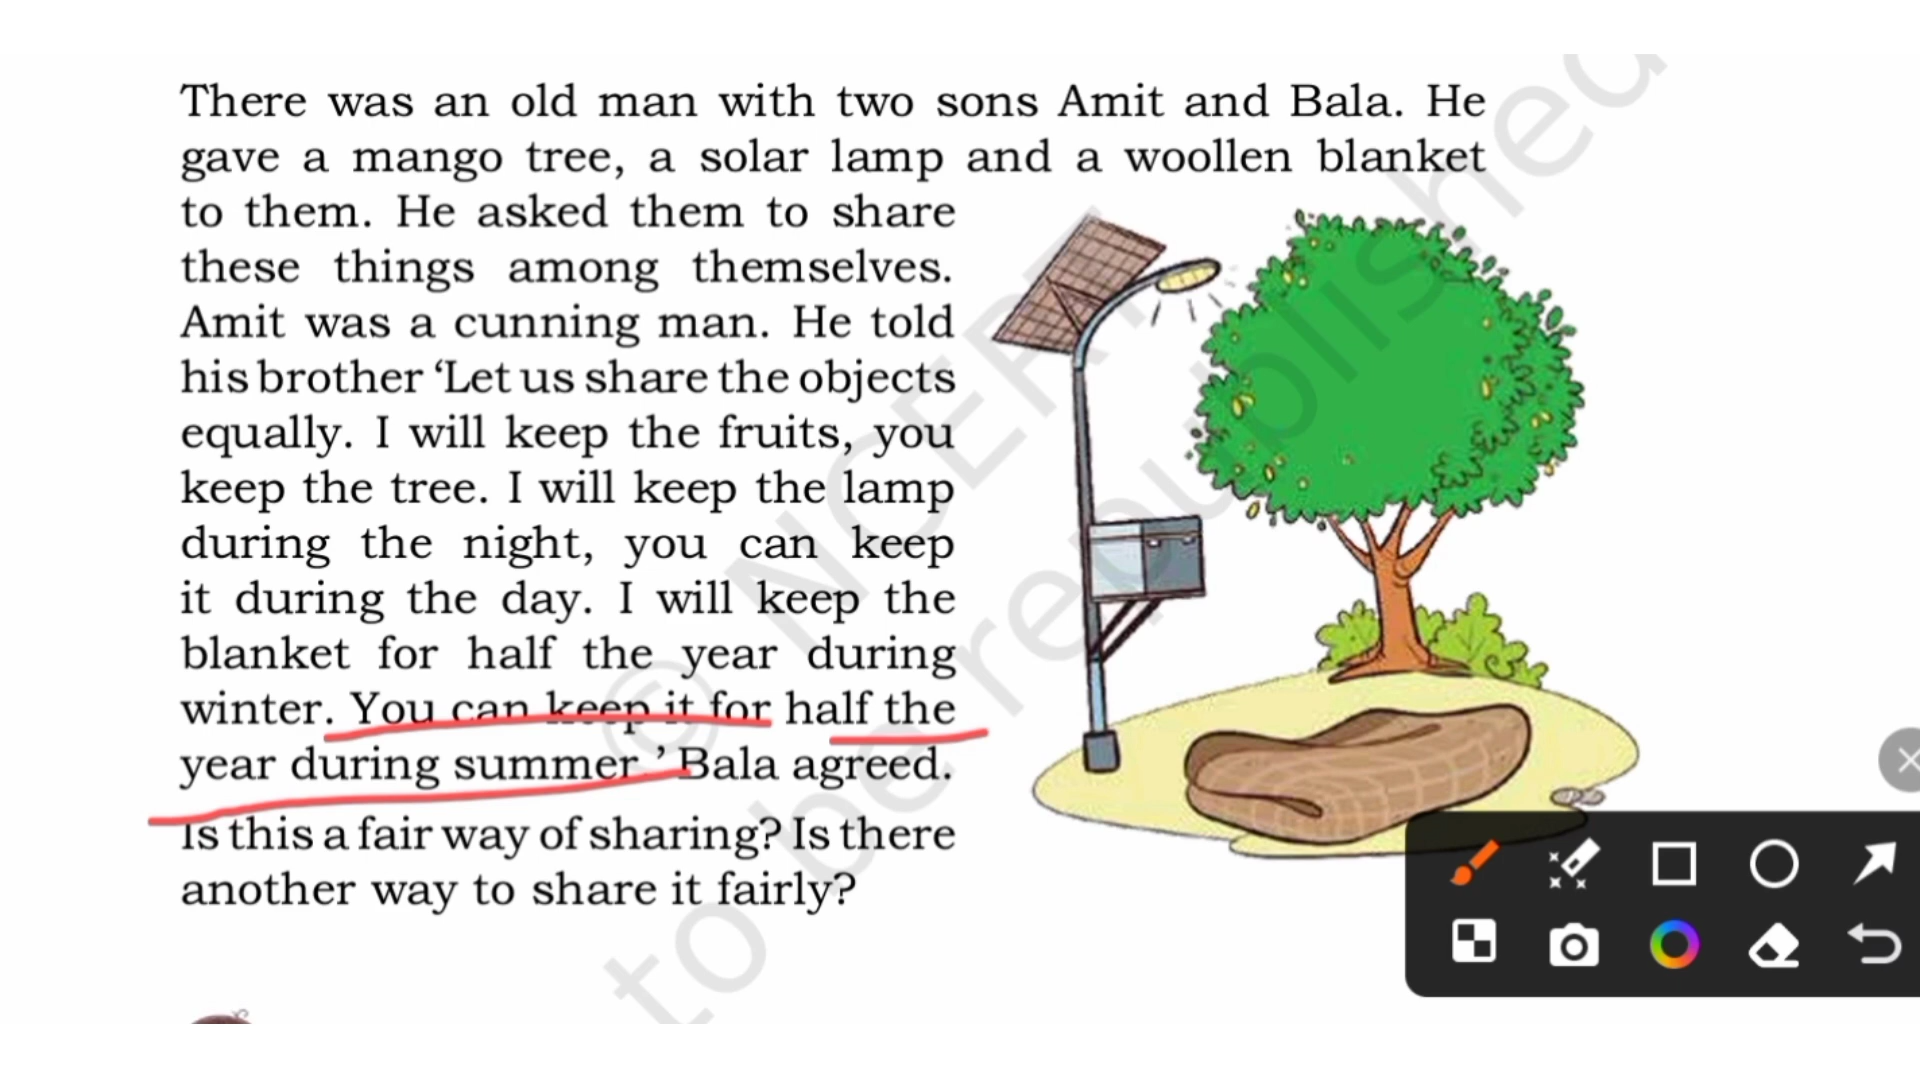 There was an old man with two sons Amit and Bala. He
gave a mango tree, a solar lamp and a woollen blanket
to them. He asked them to share
these things among themselves.
Amit was a cunning man. He told
his brother ‘Let us share the objects
equally. I will keep the fruits, you
keep the tree. I will keep the lamp
during the night, you can keep
it during the day. I will keep the
blanket for half the year during
winter. You can keep it for half the
year during summer.’ Bala agreed.
Is this a fair way of sharing? Is there
another way to share it fairly?
© NCERT
to be republished